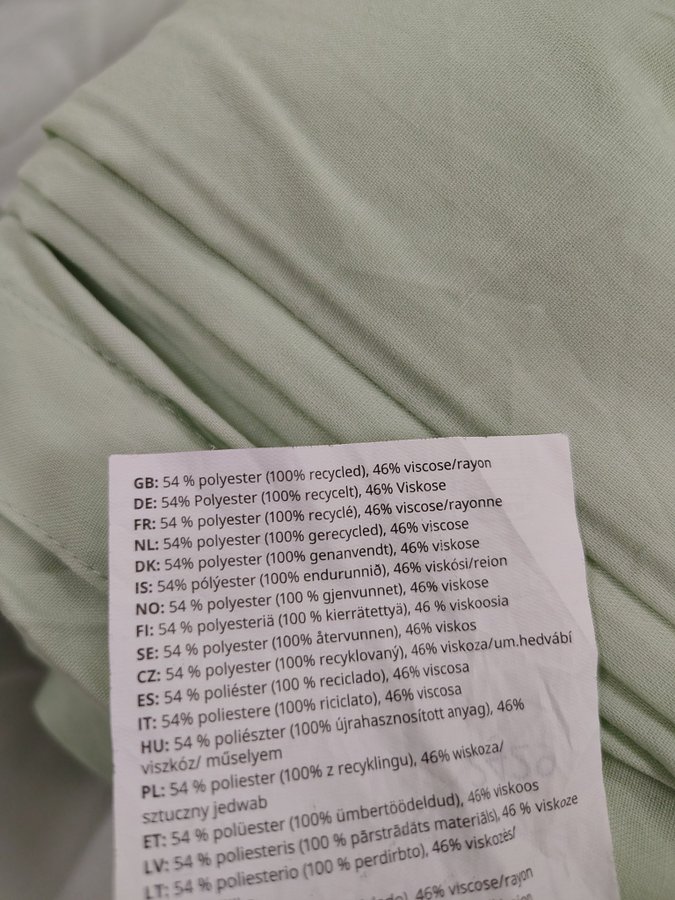 GB: 54 % polyester (100% recycled), 46% viscose/rayon
DE: 54% Polyester (100% recycelt), 46% Viskose
FR: 54 % polyester (100% recyclé), 46% viscose/rayonne
NL: 54% polyester (100% gerecycled), 46% viscose
DK: 54% polyester (100% genanvendt), 46% viskose
IS: 54% pólýester (100% endurunnið), 46% viskósi/reion
NO: 54 % polyester (100 % gjenvunnet), 46% viskose
FI: 54 % polyesteriä (100 % kierrätettyä), 46 % viskoosia
SE: 54 % polyester (100% återvunnen), 46% viskos
CZ: 54 % polyester (100% recyklovaný), 46% viskoza/um.hedvábí
ES: 54 % poliéster (100 % reciclado), 46% viscosa
IT: 54% poliestere (100% riciclato), 46% viscosa
HU: 54 % poliészter (100% újrahasznosított anyag), 46%
viszkóz/ műselyem
PL: 54 % poliester (100% z recyklingu), 46% wiskoza/
sztuczny jedwab
ET: 54 % polüester (100% ümbertöödeldud), 46% viskoos
LV: 54 % poliesteris (100 % pārstrādāts materiāls), 46 % viskoze
LT: 54 % poliesterio (100 % perdirbto), 46% viskozės/
46% viscose/rayon